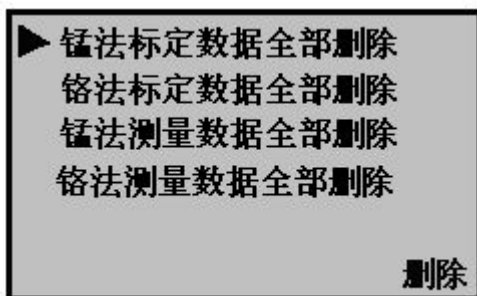 ▶ 锰法标定数据全部删除
铬法标定数据全部删除
锰法测量数据全部删除
铬法测量数据全部删除
删除